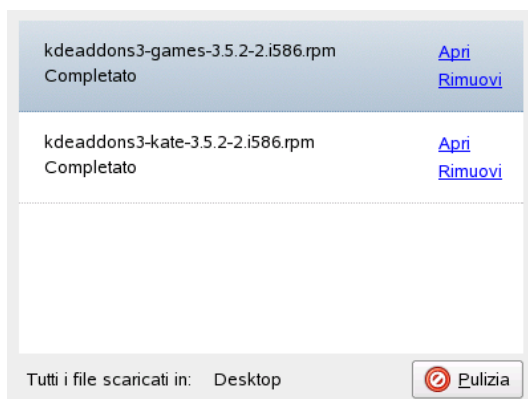 kdeaddons3-games-3.5.2-2.i586.rpm Apri
Completato Rimuovi
kdeaddons3-kate-3.5.2-2.i586.rpm Apri
Completato Rimuovi
Tutti i file scaricati in: Desktop Pulizia